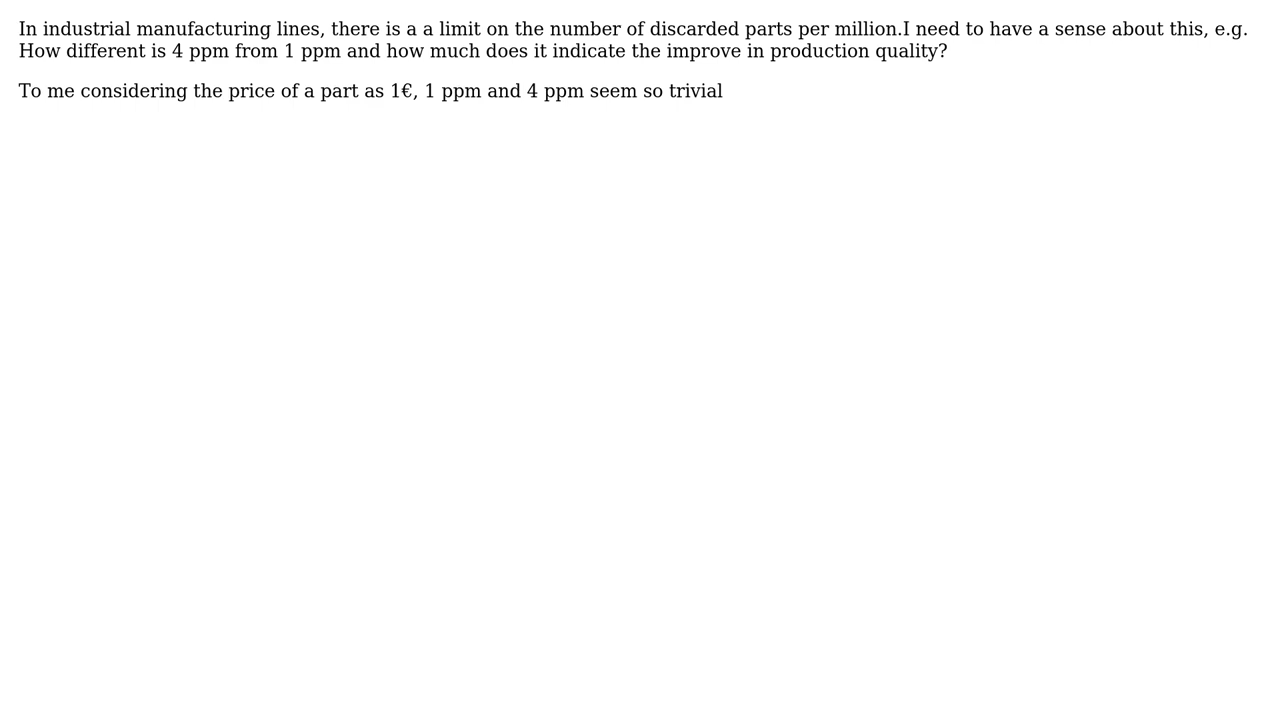 In industrial manufacturing lines, there is a a limit on the number of discarded parts per million.I need to have a sense about this, e.g.
How different is 4 ppm from 1 ppm and how much does it indicate the improve in production quality?
To me considering the price of a part as 1€, 1 ppm and 4 ppm seem so trivial